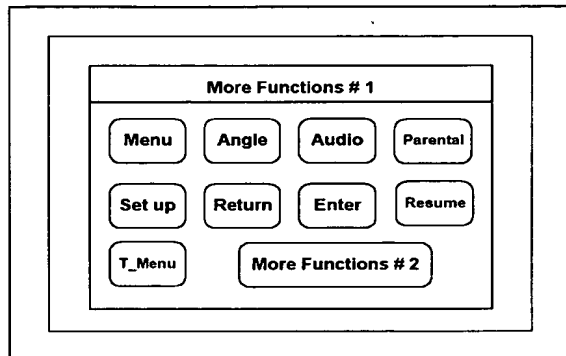 More Functions # 1
Menu Angle Audio Parental
Set up Return Enter Resume
T_Menu More Functions # 2